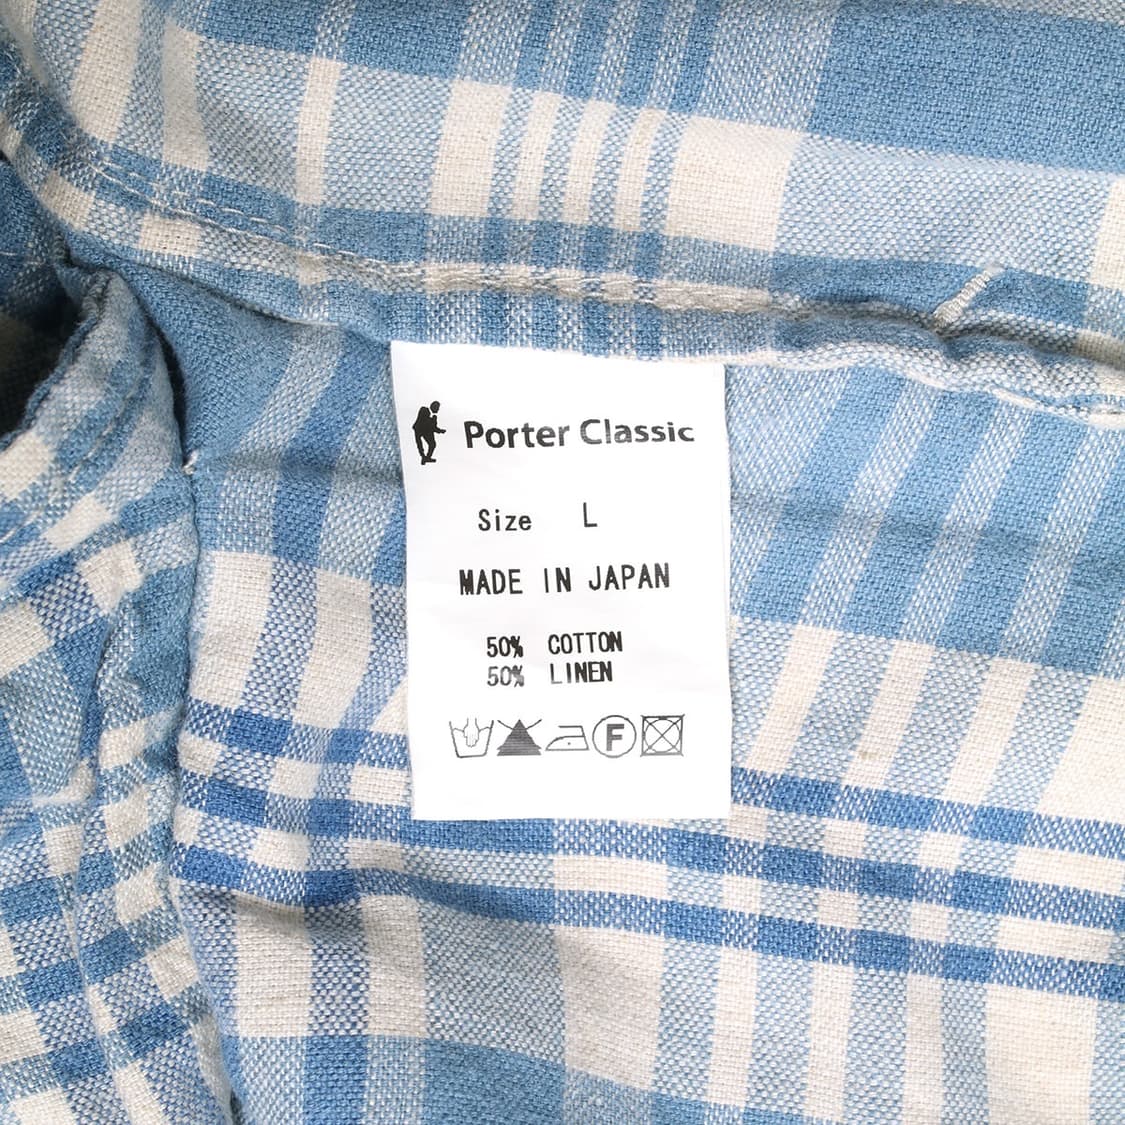 Porter Classic
Size L
MADE IN JAPAN
50% COTTON
50% LINEN
F